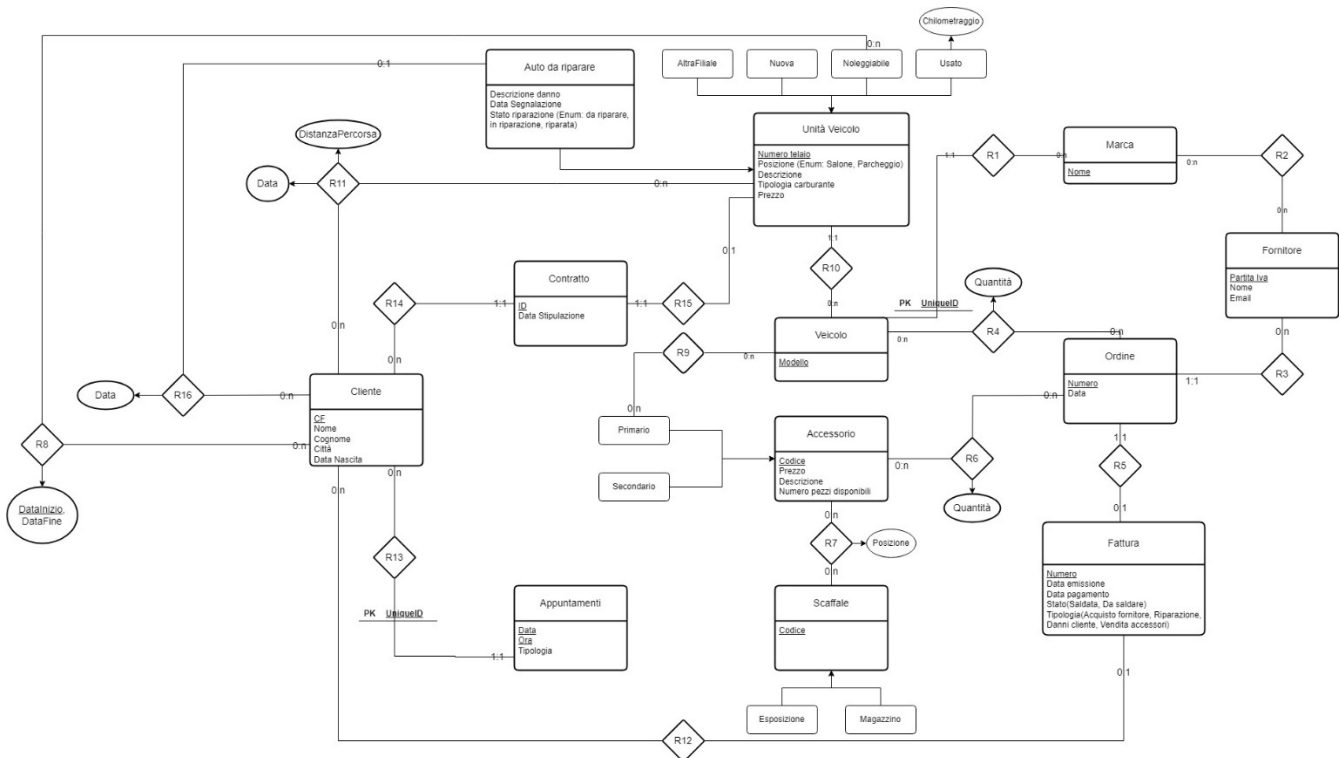 Chilometraggio
0:n
AltraFiliale
Nuova
Noleggiabile
Usato
0:1
Auto da riparare
Descrizione danno
Data Segnalazione
Stato riparazione (Enum: da riparare,
in riparazione, riparata)
Unità Veicolo
Numero telaio
Posizione (Enum: Salone, Parcheggio)
Descrizione
Tipologia carburante
Prezzo
1:1
R1
0:n
Marca
Nome
0:n
R2
0:n
DistanzaPercorsa
Data
R11
0:n
0:n
1:1
R10
0:n
0:1
Fornitore
Partita Iva
Nome
Email
0:n
Contratto
ID
Data Stipulazione
R14
1:1
1:1
R15
0:n
PK UniqueID
Quantità
Veicolo
Modello
0:n
R4
0:n
R9
0:n
0:n
Ordine
Numero
Data
1:1
R3
0:n
1:1
Data
R16
0:n
Cliente
CF
Nome
Cognome
Città
Data Nascita
R8
0:n
0:n
0:n
DataInizio,
DataFine
Primario
Secondario
Accessorio
Codice
Prezzo
Descrizione
Numero pezzi disponibili
0:n
R6
Quantità
0:n
R5
0:1
R7
Posizione
0:n
Fattura
Numero
Data emissione
Data pagamento
Stato(Saldata, Da saldare)
Tipologia(Acquisto fornitore, Riparazione,
Danni cliente, Vendita accessori)
0:1
R13
PK UniqueID
1:1
Appuntamenti
Data
Ora
Tipologia
Scaffale
Codice
Esposizione
Magazzino
R12